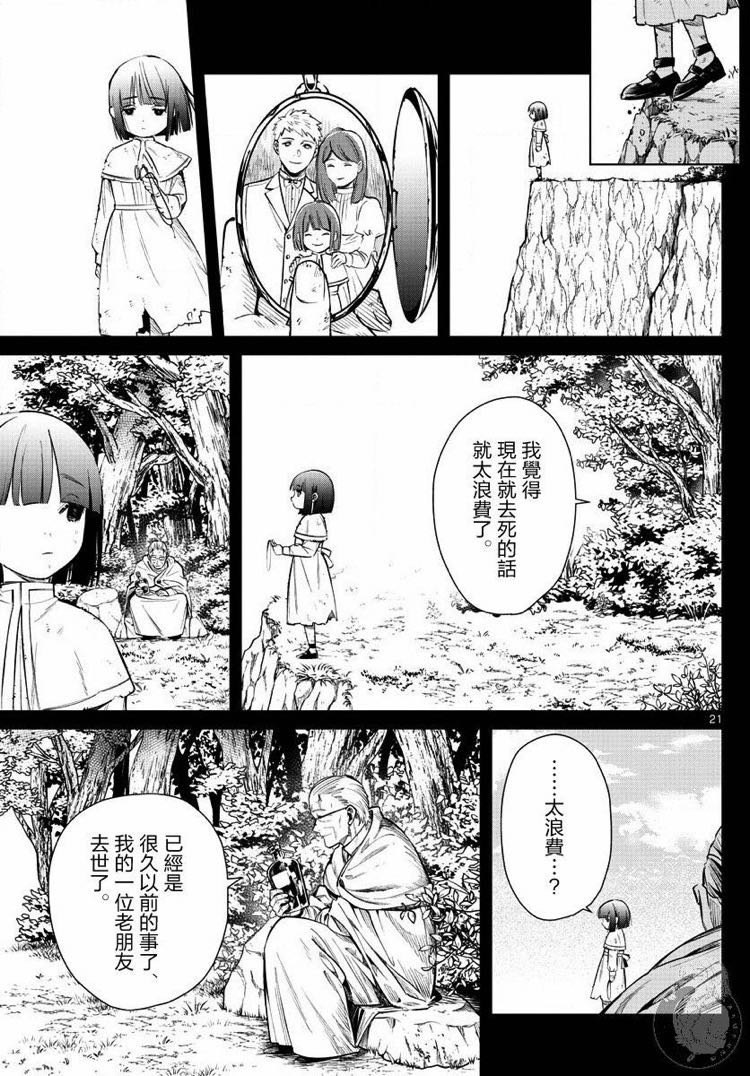 我覺得
現在就去死的話
就太浪費了。
21
……太浪費…?
已經是
很久以前的事了、
我的一位老朋友
去世了。